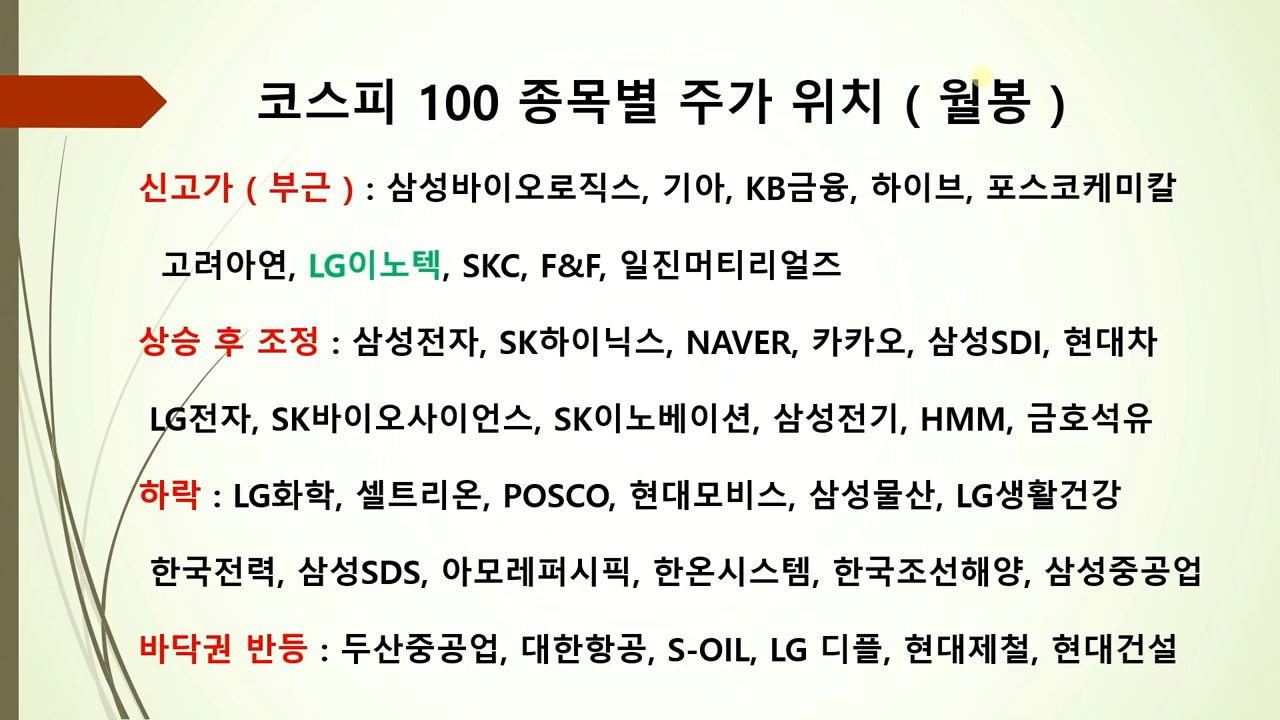 코스피 100 종목별 주가 위치 ( 월봉 )
신고가 ( 부근 ) : 삼성바이오로직스, 기아, KB금융, 하이브, 포스코케미칼
고려아연, LG이노텍, SKC, F&F, 일진머티리얼즈
상승 후 조정 : 삼성전자, SK하이닉스, NAVER, 카카오, 삼성SDI, 현대차
LG전자, SK바이오사이언스, SK이노베이션, 삼성전기, HMM, 금호석유
하락 : LG화학, 셀트리온, POSCO, 현대모비스, 삼성물산, LG생활건강
한국전력, 삼성SDS, 아모레퍼시픽, 한온시스템, 한국조선해양, 삼성중공업
바닥권 반등 : 두산중공업, 대한항공, S-OIL, LG 디플, 현대제철, 현대건설